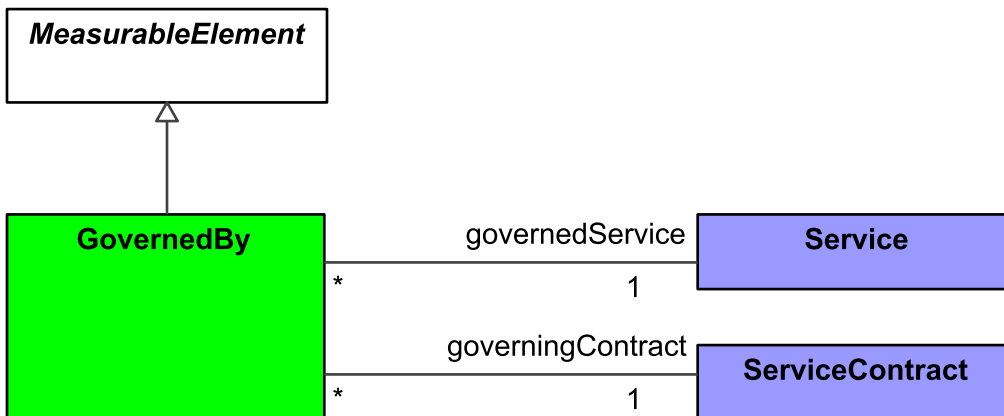 MeasurableElement
GovernedBy
governedService
Service
*
1
governingContract
ServiceContract
*
1